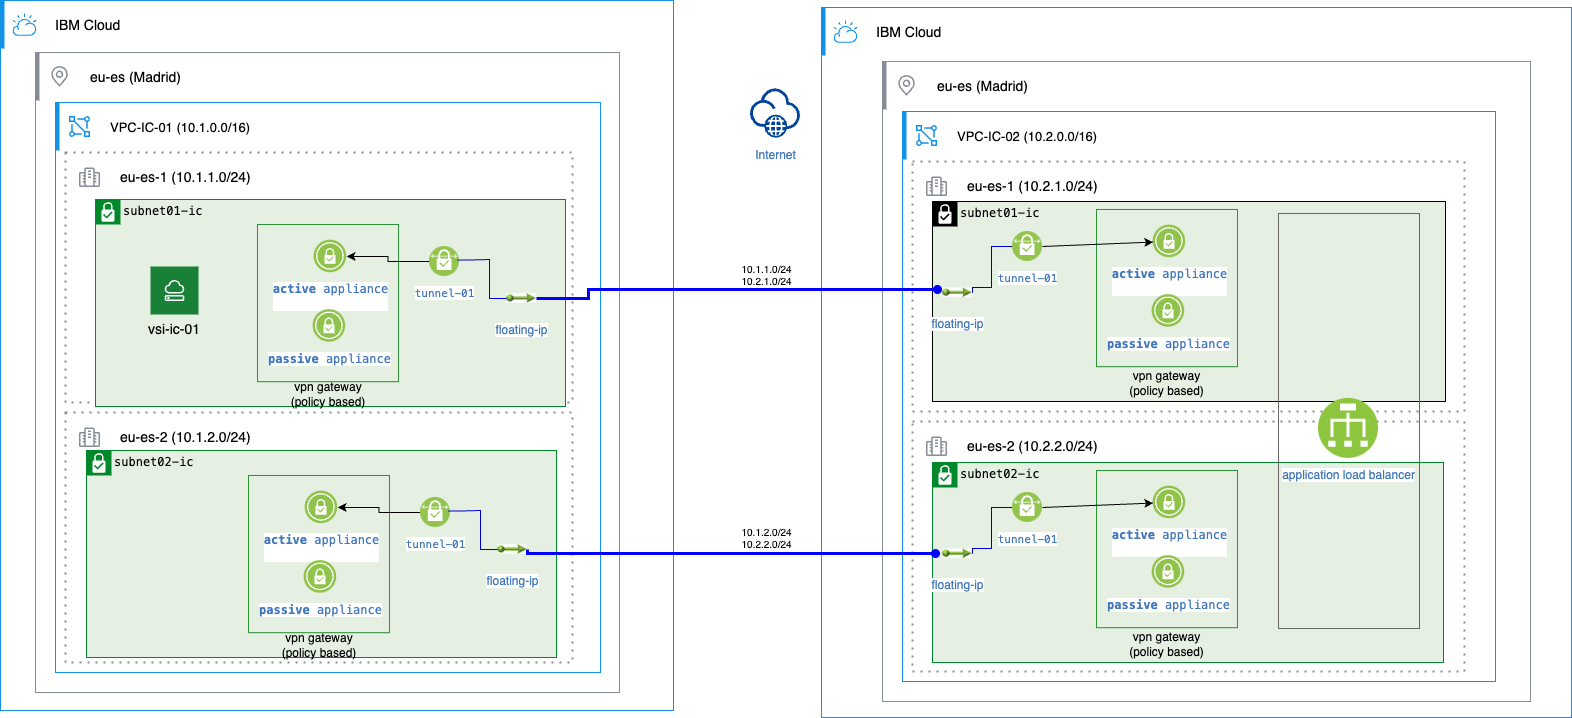 IBM Cloud
eu-es (Madrid)
VPC-IC-01 (10.1.0.0/16)
eu-es-1 (10.1.1.0/24)
subnet01-ic
vsi-ic-01
active appliance
passive appliance
vpn gateway
(policy based)
tunnel-01
floating-ip
eu-es-2 (10.1.2.0/24)
subnet02-ic
active appliance
passive appliance
vpn gateway
(policy based)
tunnel-01
floating-ip
Internet
10.1.1.0/24
10.2.1.0/24
10.1.2.0/24
10.2.2.0/24
IBM Cloud
eu-es (Madrid)
VPC-IC-02 (10.2.0.0/16)
eu-es-1 (10.2.1.0/24)
subnet01-ic
floating-ip
tunnel-01
active appliance
passive appliance
vpn gateway
(policy based)
eu-es-2 (10.2.2.0/24)
subnet02-ic
floating-ip
tunnel-01
active appliance
passive appliance
vpn gateway
(policy based)
application load balancer